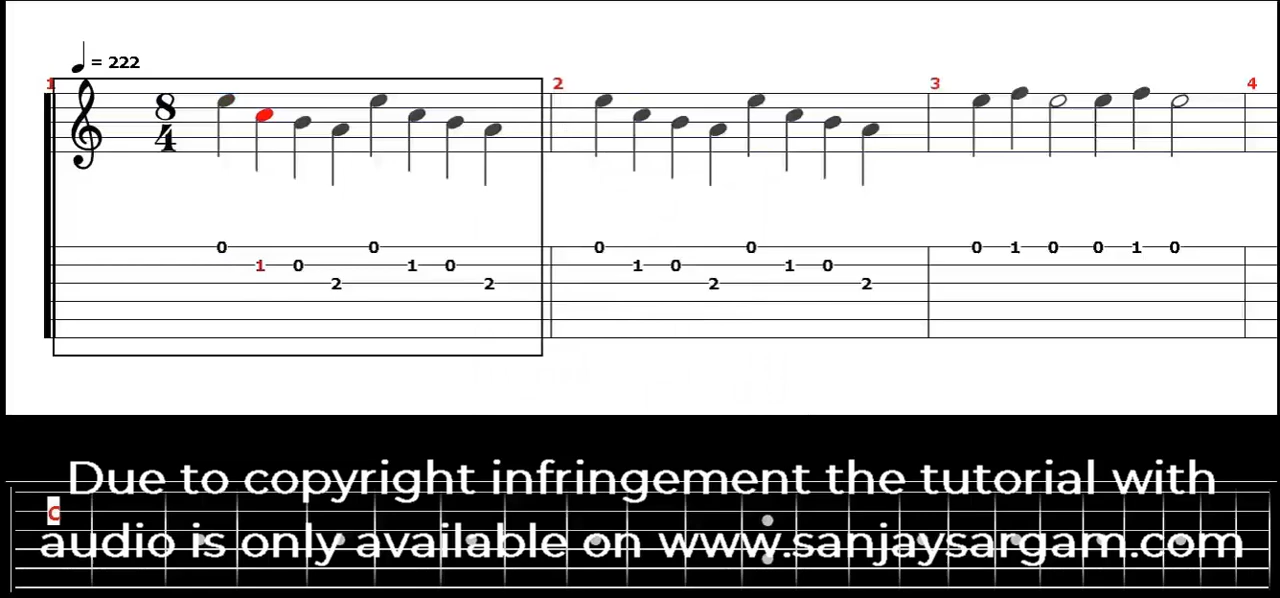 = 222
1 2 3 4
8
4
0 0 0 0 0 1 0 0 1 0
1 0 1 0 1 0 1 0
2 2 2 2
Due to copyright infringement the tutorial with
C
audio is only available on www.sanjaysargam.com